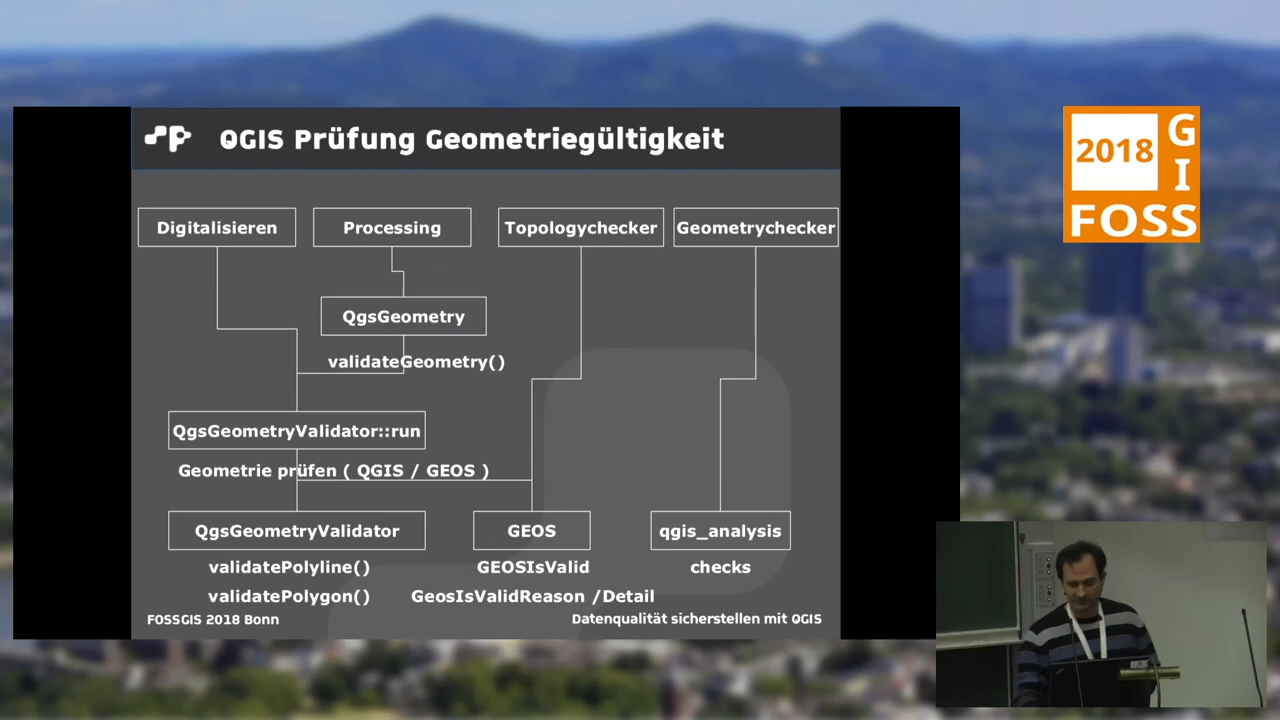 QGIS Prüfung Geometriegültigkeit
Digitalisieren
Processing
Topologychecker
Geometrychecker
QgsGeometry
validateGeometry()
QgsGeometryValidator::run
Geometrie prüfen ( QGIS / GEOS )
QgsGeometryValidator
GEOS
qgis_analysis
validatePolyline()
GEOSIsValid
checks
validatePolygon()
GeosIsValidReason /Detail
FOSSGIS 2018 Bonn
Datenqualität sicherstellen mit QGIS
2018
GI
FOSS